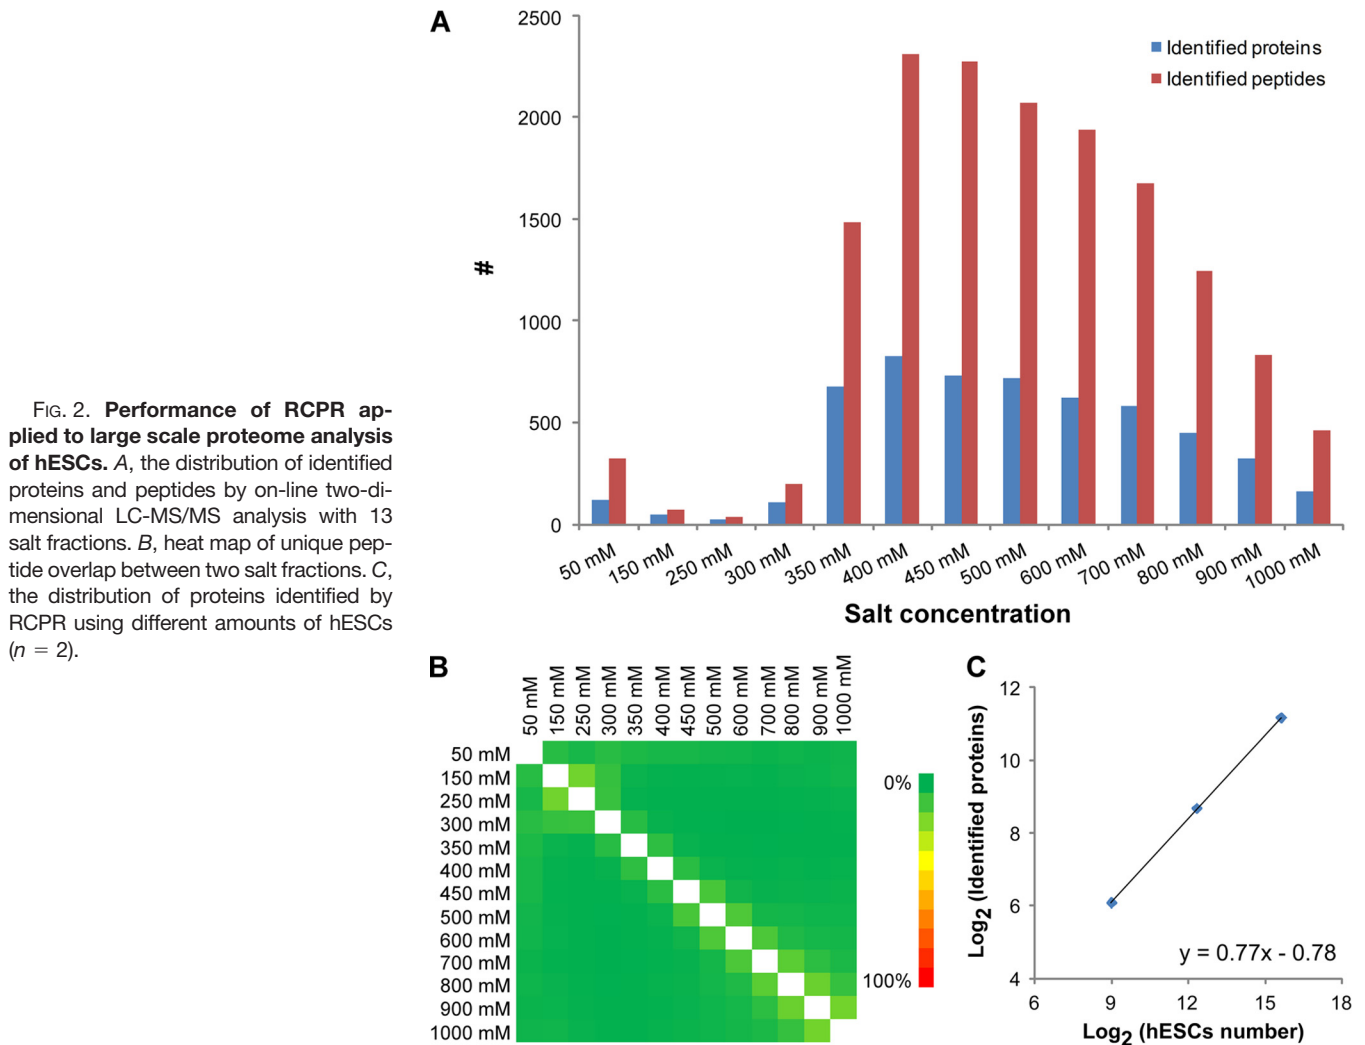 FIG. 2. Performance of RCPR ap-
plied to large scale proteome analysis
of hESCs. A, the distribution of identified
proteins and peptides by on-line two-di-
mensional LC-MS/MS analysis with 13
salt fractions. B, heat map of unique pep-
tide overlap between two salt fractions. C,
the distribution of proteins identified by
RCPR using different amounts of hESCs
(n = 2).
A
2500
2000
1500
1000
500
0
#
Identified proteins
Identified peptides
50 mM
150 mM
250 mM
300 mM
350 mM
400 mM
450 mM
500 mM
600 mM
700 mM
800 mM
900 mM
1000 mM
Salt concentration
B
50 mM
150 mM
250 mM
300 mM
350 mM
400 mM
450 mM
500 mM
600 mM
700 mM
800 mM
900 mM
1000 mM
50 mM
150 mM
250 mM
300 mM
350 mM
400 mM
450 mM
500 mM
600 mM
700 mM
800 mM
900 mM
1000 mM
0%
100%
C
12
10
8
6
4
Log2 (Identified proteins)
y = 0.77x - 0.78
6
9
12
15
18
Log2 (hESCs number)